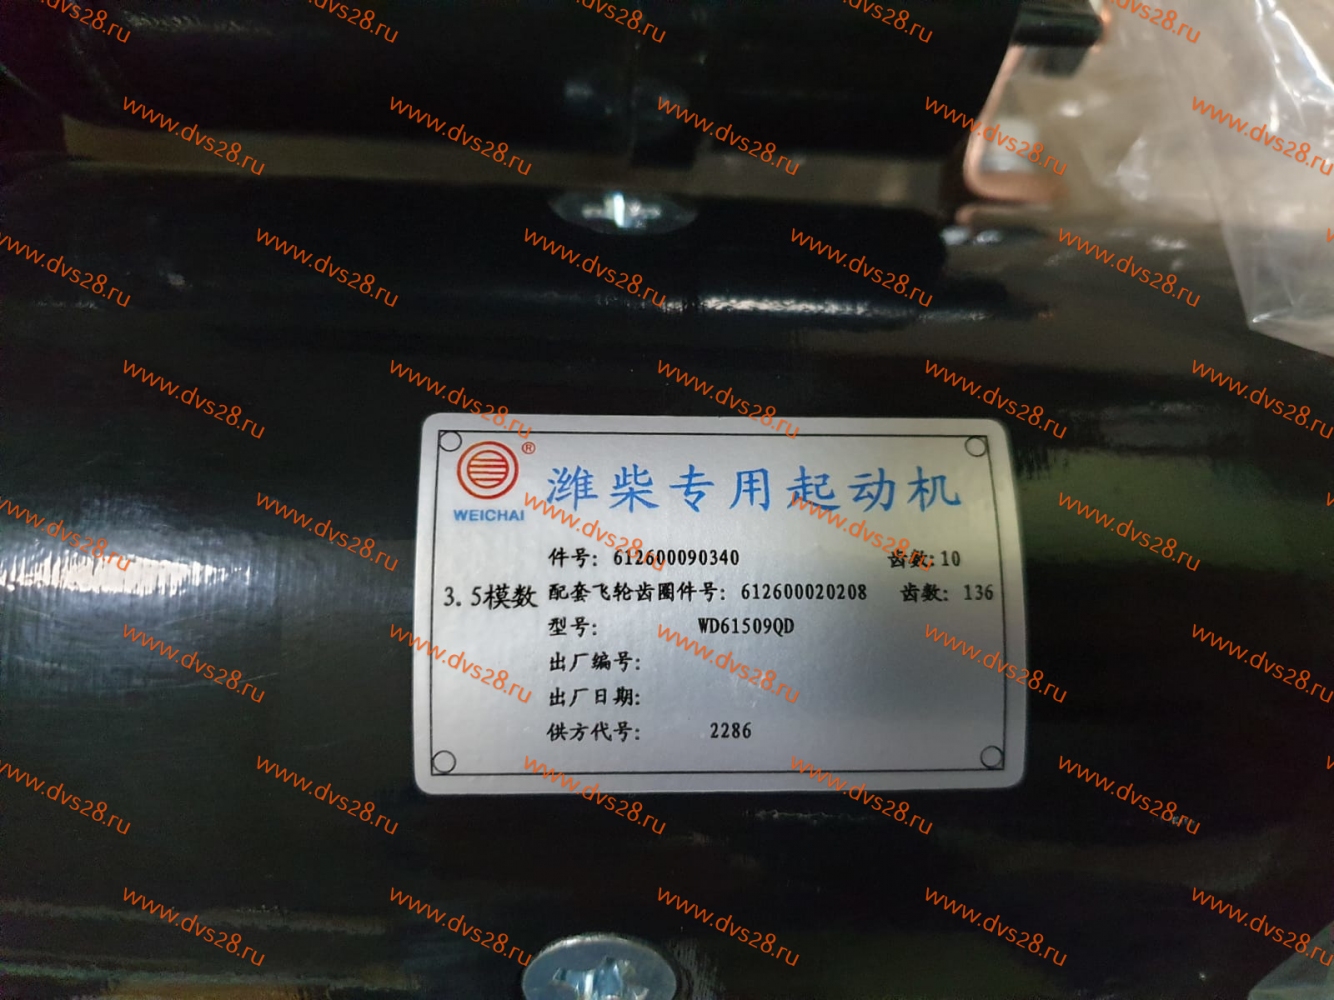 潍柴专用起动机
WEICHAI
件号: 612600090340 齿数: 10
3.5模数 配套飞轮齿圈件号: 612600020208 齿数: 136
型号: WD61509QD
出厂编号:
出厂日期:
供方代号: 2286
www.dvs28.ru